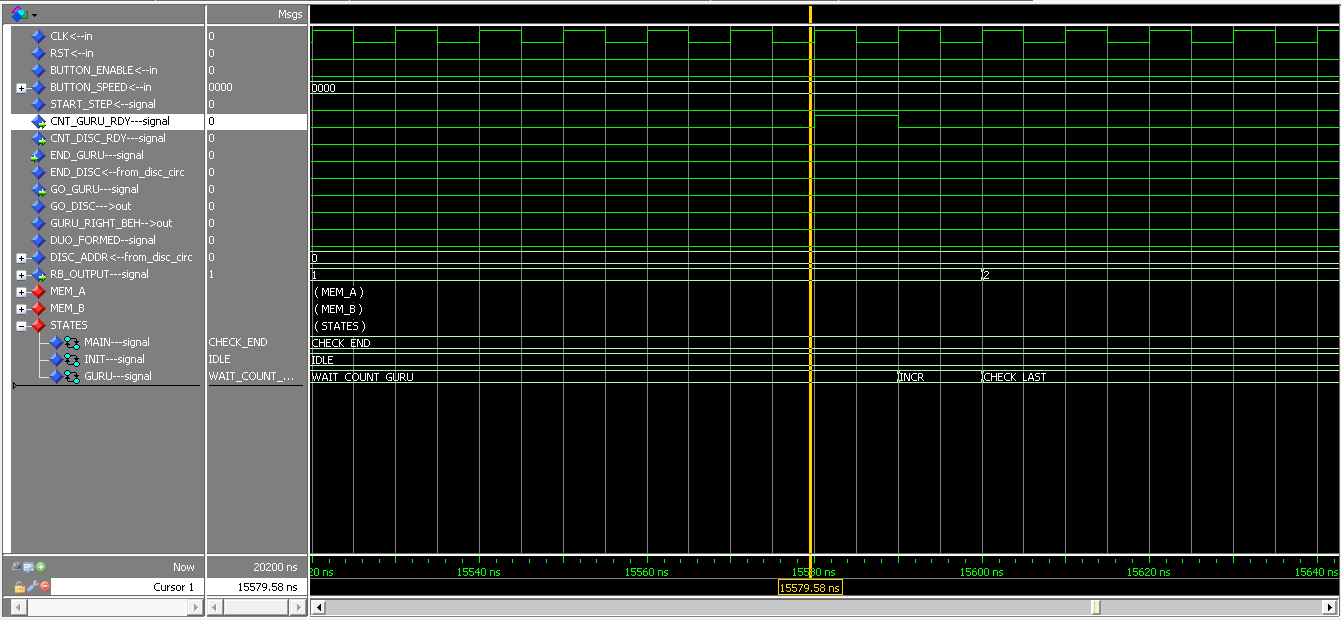 Msgs
CLK<--in 0
RST<--in 0
BUTTON_ENABLE<--in 0
BUTTON_SPEED<--in 0000 0000
START_STEP<--signal 0
CNT_GURU_RDY---signal 0
CNT_DISC_RDY---signal 0
END_GURU---signal 0
END_DISC<--from_disc_circ 0
GO_GURU---signal 0
GO_DISC--->out 0
GURU_RIGHT_BEH-->out 0
DUO_FORMED--signal 0
DISC_ADDR<--from_disc_circ 0 0
RB_OUTPUT---signal 1 1 2
MEM_A ( MEM_A )
MEM_B ( MEM_B )
STATES ( STATES )
MAIN---signal CHECK_END CHECK_END
INIT---signal IDLE IDLE
GURU---signal WAIT_COUNT_... WAIT_COUNT_GURU INCR CHECK_LAST
Now 20200 ns 20 ns 15540 ns 15560 ns 15580 ns 15600 ns 15620 ns 15640 ns
Cursor 1 15579.58 ns 15579.58 ns